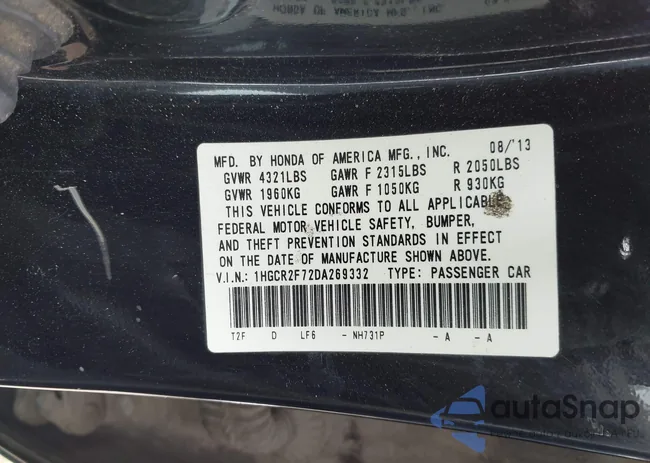 MFD. BY HONDA OF AMERICA MFG., INC. 08/'13
GVWR 4321LBS GAWR F 2315LBS R 2050LBS
GVWR 1960KG GAWR F 1050KG R 930KG
THIS VEHICLE CONFORMS TO ALL APPLICABLE
FEDERAL MOTOR VEHICLE SAFETY, BUMPER,
AND THEFT PREVENTION STANDARDS IN EFFECT
ON THE DATE OF MANUFACTURE SHOWN ABOVE.
V.I.N.: 1HGCR2F72DA269332 TYPE: PASSENGER CAR
T2F D LF6 - NH731P - A - A
autaSnap